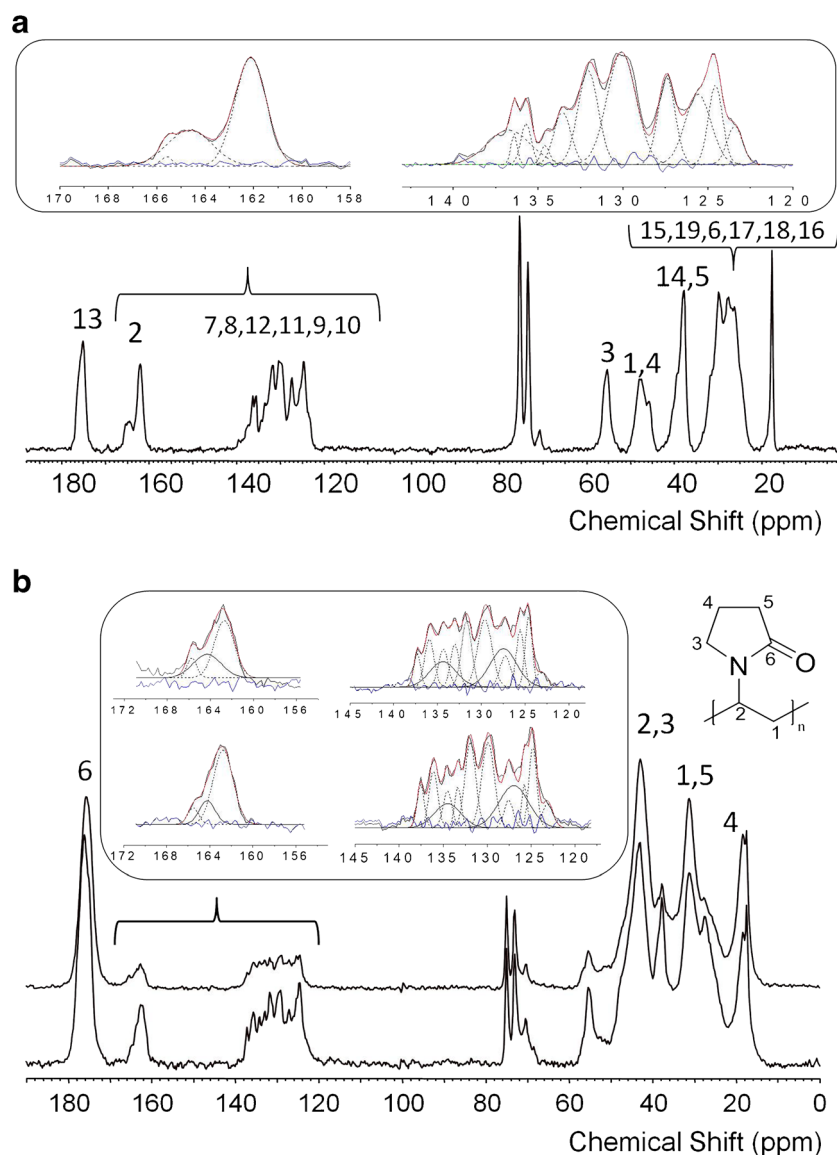 a
170 168 166 164 162 160 158
140 135 130 125 120
15,19,6,17,18,16
13
2
7,8,12,11,9,10
3
1,4
14,5
180 160 140 120 100 80 60 40 20
Chemical Shift (ppm)
b
172 168 164 160 156
145 140 135 130 125 120
172 168 164 160 156
145 140 135 130 125 120
4 5
3 6
N O
2 1 n
6
2,3
1,5
4
180 160 140 120 100 80 60 40 20 0
Chemical Shift (ppm)